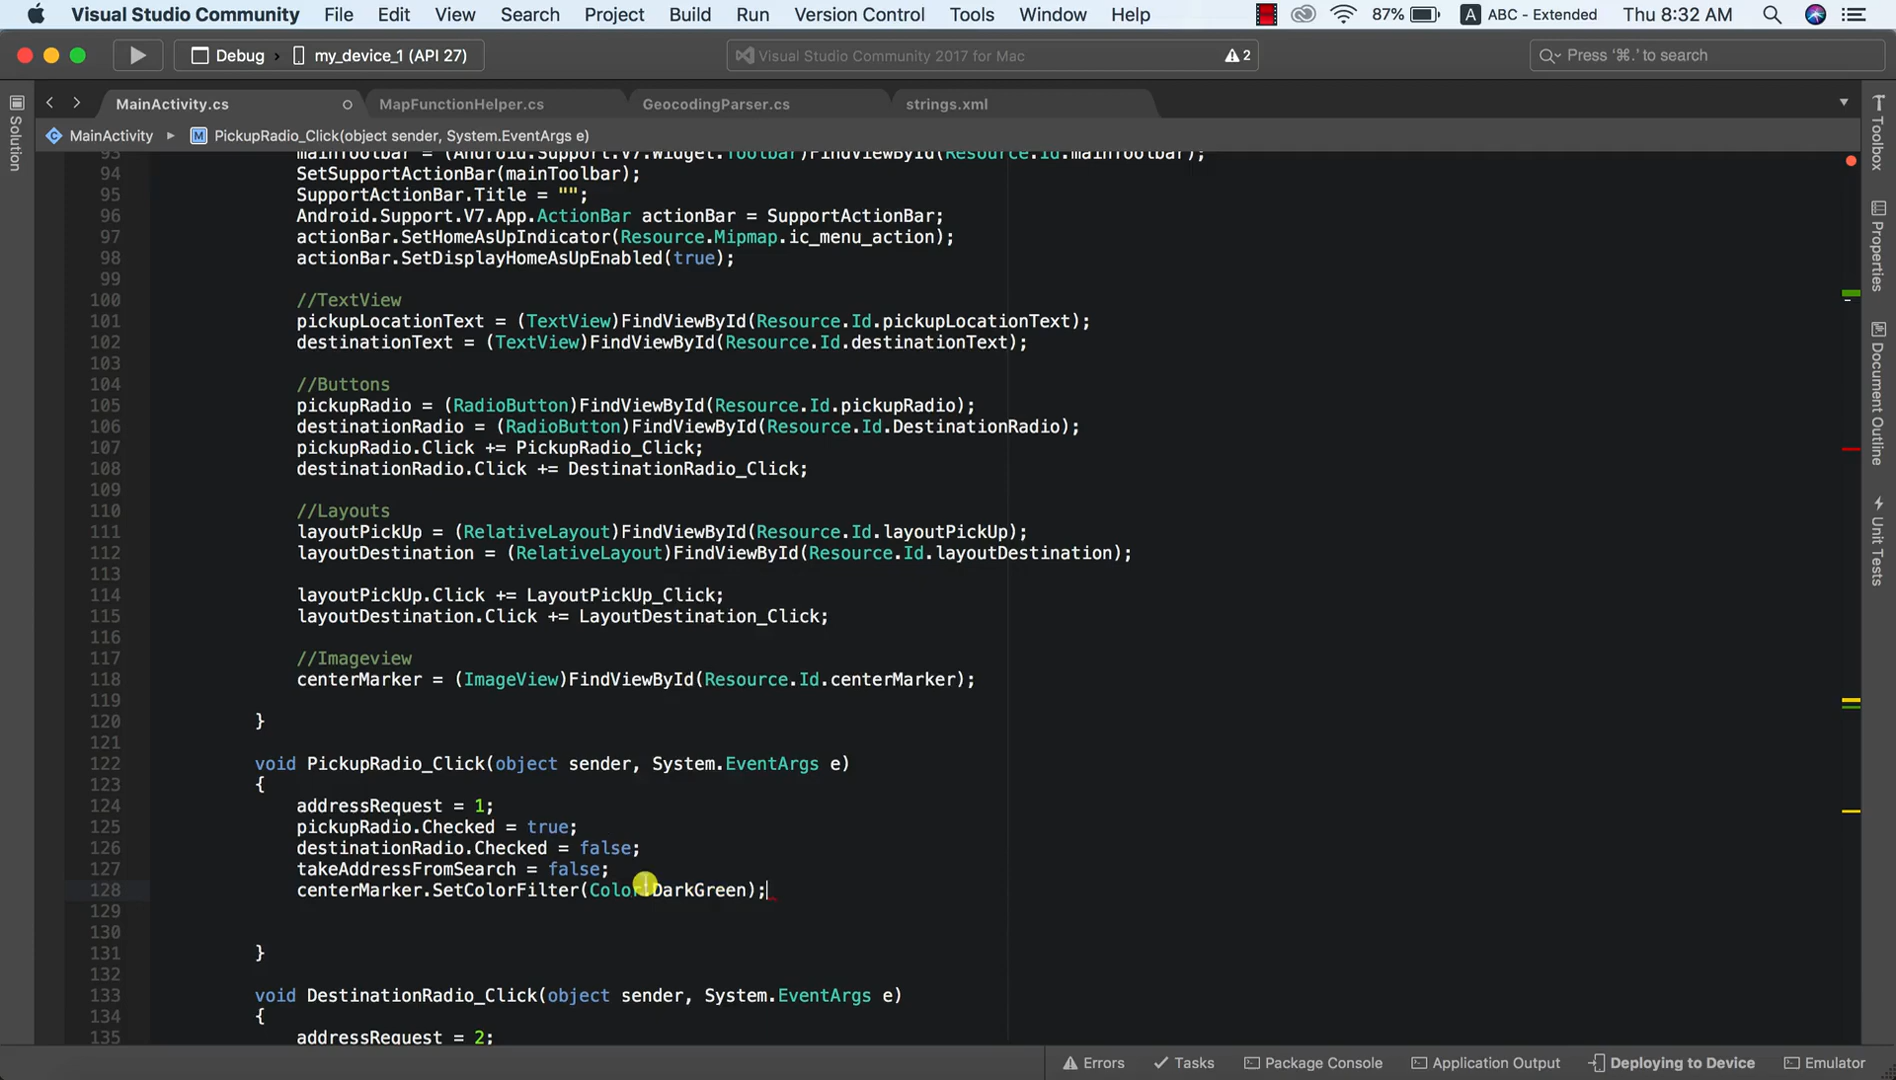 Visual Studio Community File Edit View Search Project Build Run Version Control Tools Window Help 87% A ABC - Extended Thu 8:32 AM
Debug my_device_1 (API 27) Visual Studio Community 2017 for Mac 2 Press '⌘.' to search
MainActivity.cs MapFunctionHelper.cs GeocodingParser.cs strings.xml
MainActivity M PickupRadio_Click(object sender, System.EventArgs e)
Solution
Toolbox
Properties
Document Outline
Unit Tests
93 mainToolbar = (Android.Support.V7.Widget.Toolbar)FindViewById(Resource.Id.mainToolbar);
94 SetSupportActionBar(mainToolbar);
95 SupportActionBar.Title = "";
96 Android.Support.V7.App.ActionBar actionBar = SupportActionBar;
97 actionBar.SetHomeAsUpIndicator(Resource.Mipmap.ic_menu_action);
98 actionBar.SetDisplayHomeAsUpEnabled(true);
99
100 //TextView
101 pickupLocationText = (TextView)FindViewById(Resource.Id.pickupLocationText);
102 destinationText = (TextView)FindViewById(Resource.Id.destinationText);
103
104 //Buttons
105 pickupRadio = (RadioButton)FindViewById(Resource.Id.pickupRadio);
106 destinationRadio = (RadioButton)FindViewById(Resource.Id.DestinationRadio);
107 pickupRadio.Click += PickupRadio_Click;
108 destinationRadio.Click += DestinationRadio_Click;
109
110 //Layouts
111 layoutPickUp = (RelativeLayout)FindViewById(Resource.Id.layoutPickUp);
112 layoutDestination = (RelativeLayout)FindViewById(Resource.Id.layoutDestination);
113
114 layoutPickUp.Click += LayoutPickUp_Click;
115 layoutDestination.Click += LayoutDestination_Click;
116
117 //Imageview
118 centerMarker = (ImageView)FindViewById(Resource.Id.centerMarker);
119
120 }
121
122 void PickupRadio_Click(object sender, System.EventArgs e)
123 {
124 addressRequest = 1;
125 pickupRadio.Checked = true;
126 destinationRadio.Checked = false;
127 takeAddressFromSearch = false;
128 centerMarker.SetColorFilter(Color.DarkGreen);
129
130
131 }
132
133 void DestinationRadio_Click(object sender, System.EventArgs e)
134 {
135 addressRequest = 2;
Errors Tasks Package Console Application Output Deploying to Device Emulator